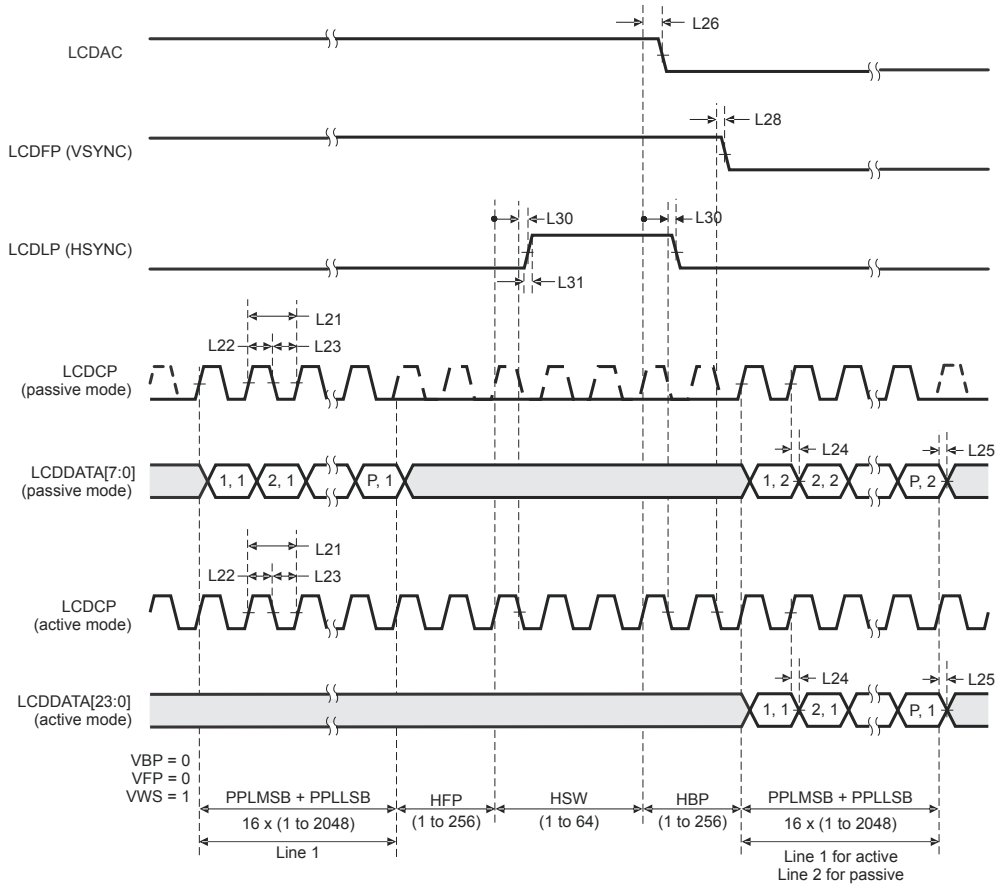 L26
LCDAC
L28
LCDFP (VSYNC)
L30
L30
LCDLP (HSYNC)
L31
L21
L22
L23
LCDCP
(passive mode)
L24
L25
LCDDATA[7:0]
(passive mode)
1, 1
2, 1
P, 1
1, 2
2, 2
P, 2
L21
L22
L23
LCDCP
(active mode)
L24
L25
LCDDATA[23:0]
(active mode)
1, 1
2, 1
P, 1
VBP = 0
VFP = 0
VWS = 1
PPLMSB + PPLLSB
HFP
HSW
HBP
PPLMSB + PPLLSB
16 x (1 to 2048)
(1 to 256)
(1 to 64)
(1 to 256)
16 x (1 to 2048)
Line 1
Line 1 for active
Line 2 for passive